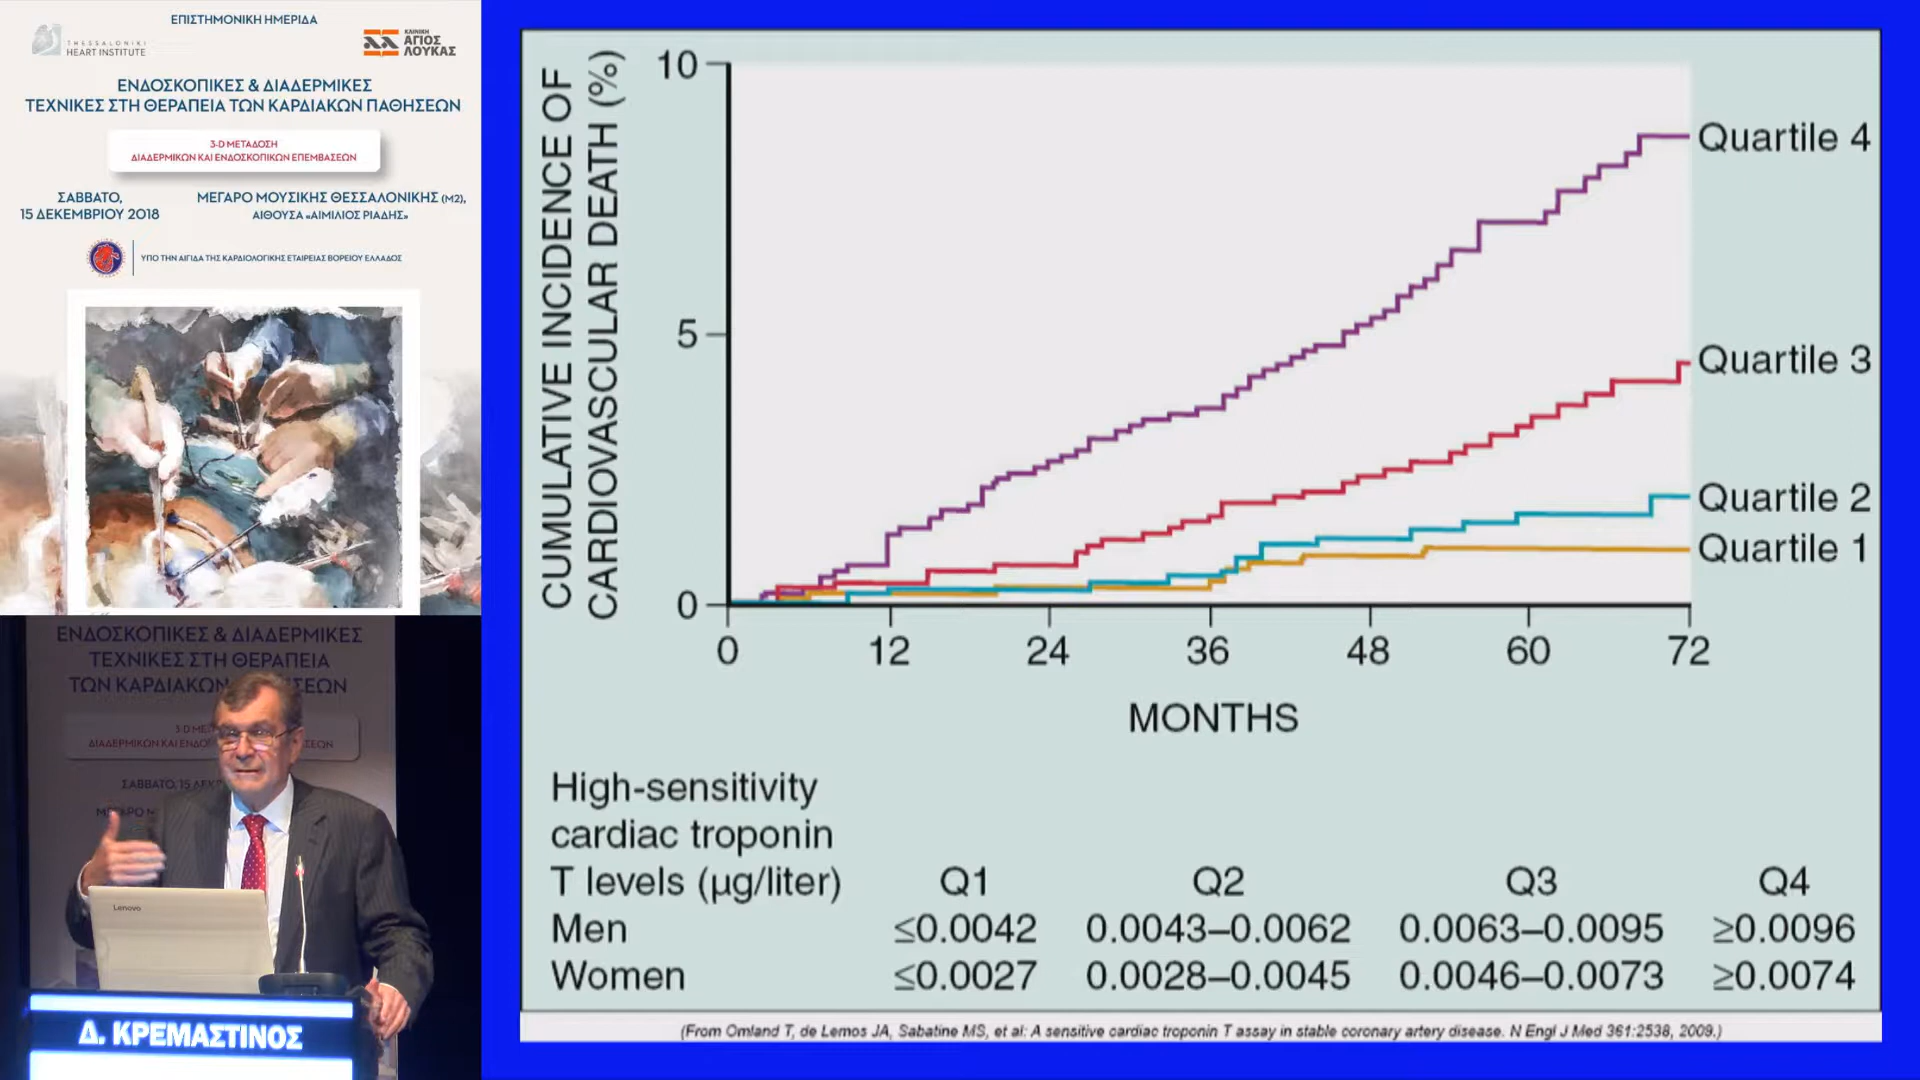 ΕΠΙΣΤΗΜΟΝΙΚΗ ΗΜΕΡΙΔΑ
THESSALONIKI
HEART INSTITUTE
ΚΛΙΝΙΚΗ
ΑΓΙΟΣ
ΛΟΥΚΑΣ
ΕΝΔΟΣΚΟΠΙΚΕΣ & ΔΙΑΔΕΡΜΙΚΕΣ
ΤΕΧΝΙΚΕΣ ΣΤΗ ΘΕΡΑΠΕΙΑ ΤΩΝ ΚΑΡΔΙΑΚΩΝ ΠΑΘΗΣΕΩΝ
3-D ΜΕΤΑΔΟΣΗ
ΔΙΑΔΕΡΜΙΚΩΝ ΚΑΙ ΕΝΔΟΣΚΟΠΙΚΩΝ ΕΠΕΜΒΑΣΕΩΝ
ΣΑΒΒΑΤΟ,
15 ΔΕΚΕΜΒΡΙΟΥ 2018
ΜΕΓΑΡΟ ΜΟΥΣΙΚΗΣ ΘΕΣΣΑΛΟΝΙΚΗΣ (Μ2),
ΑΙΘΟΥΣΑ «ΑΙΜΙΛΙΟΣ ΡΙΑΔΗΣ»
ΥΠΟ ΤΗΝ ΑΙΓΙΔΑ ΤΗΣ ΚΑΡΔΙΟΛΟΓΙΚΗΣ ΕΤΑΙΡΕΙΑΣ ΒΟΡΕΙΟΥ ΕΛΛΑΔΟΣ
ΕΝΔΟΣΚΟΠΙΚΕΣ & ΔΙΑΔΕΡΜΙΚΕΣ
ΤΕΧΝΙΚΕΣ ΣΤΗ ΘΕΡΑΠΕΙΑ
ΤΩΝ ΚΑΡΔΙΑΚΩΝ
3-D
ΔΙΑΔΕΡΜΙΚΩΝ ΚΑΙ
ΣΑΒΒΑΤΟ, 15
Lenovo
Δ. ΚΡΕΜΑΣΤΙΝΟΣ
CUMULATIVE INCIDENCE OF
CARDIOVASCULAR DEATH (%)
10
5
0
Quartile 4
Quartile 3
Quartile 2
Quartile 1
0 12 24 36 48 60 72
MONTHS
High-sensitivity
cardiac troponin
T levels (µg/liter) Q1 Q2 Q3 Q4
Men ≤0.0042 0.0043–0.0062 0.0063–0.0095 ≥0.0096
Women ≤0.0027 0.0028–0.0045 0.0046–0.0073 ≥0.0074
(From Omland T, de Lemos JA, Sabatine MS, et al: A sensitive cardiac troponin T assay in stable coronary artery disease. N Engl J Med 361:2538, 2009.)